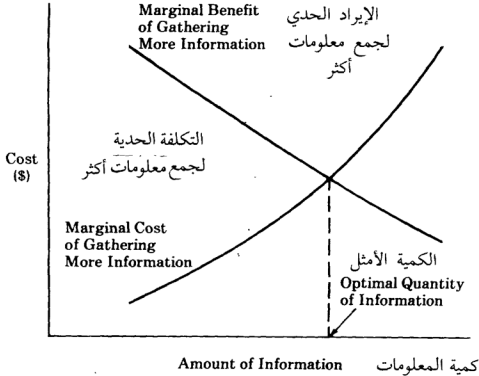 Marginal Benefit
of Gathering
More Information
الإيراد الحدي
لجمع معلومات
أكثر
التكلفة الحدية
لجمع معلومات أكثر
Cost
($)
Marginal Cost
of Gathering
More Information
الكمية الأمثل
Optimal Quantity
of Information
Amount of Information كمية المعلومات